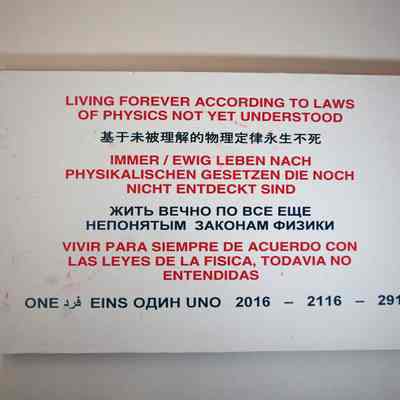 LIVING FOREVER ACCORDING TO LAWS
OF PHYSICS NOT YET UNDERSTOOD
基于未被理解的物理定律永生不死
IMMER / EWIG LEBEN NACH
PHYSIKALISCHEN GESETZEN DIE NOCH
NICHT ENTDECKT SIND
ЖИТЬ ВЕЧНО ПО ВСЕ ЕЩЕ
НЕПОНЯТЫМ ЗАКОНАМ ФИЗИКИ
VIVIR PARA SIEMPRE DE ACUERDO CON
LAS LEYES DE LA FISICA, TODAVIA NO
ENTENDIDAS
ONE فرد EINS ОДИН UNO 2016 – 2116 – 291